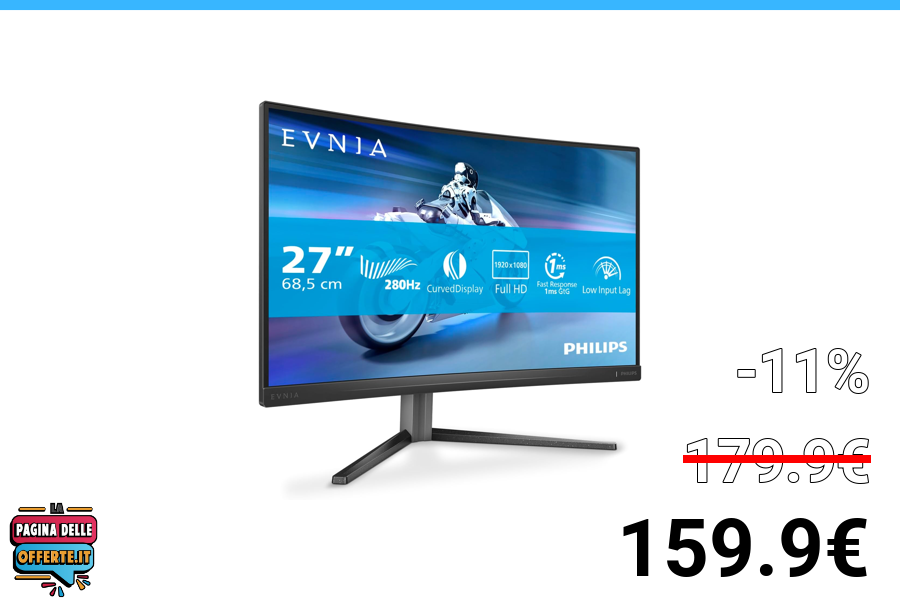 EVNIA
27”
68,5 cm
280Hz
CurvedDisplay
1920x1080
Full HD
1ms
Fast Response
1ms GtG
Low Input Lag
PHILIPS
EVNIA
PHILIPS
-11%
179.9€
159.9€
LA
PAGINA DELLE
OFFERTE.IT